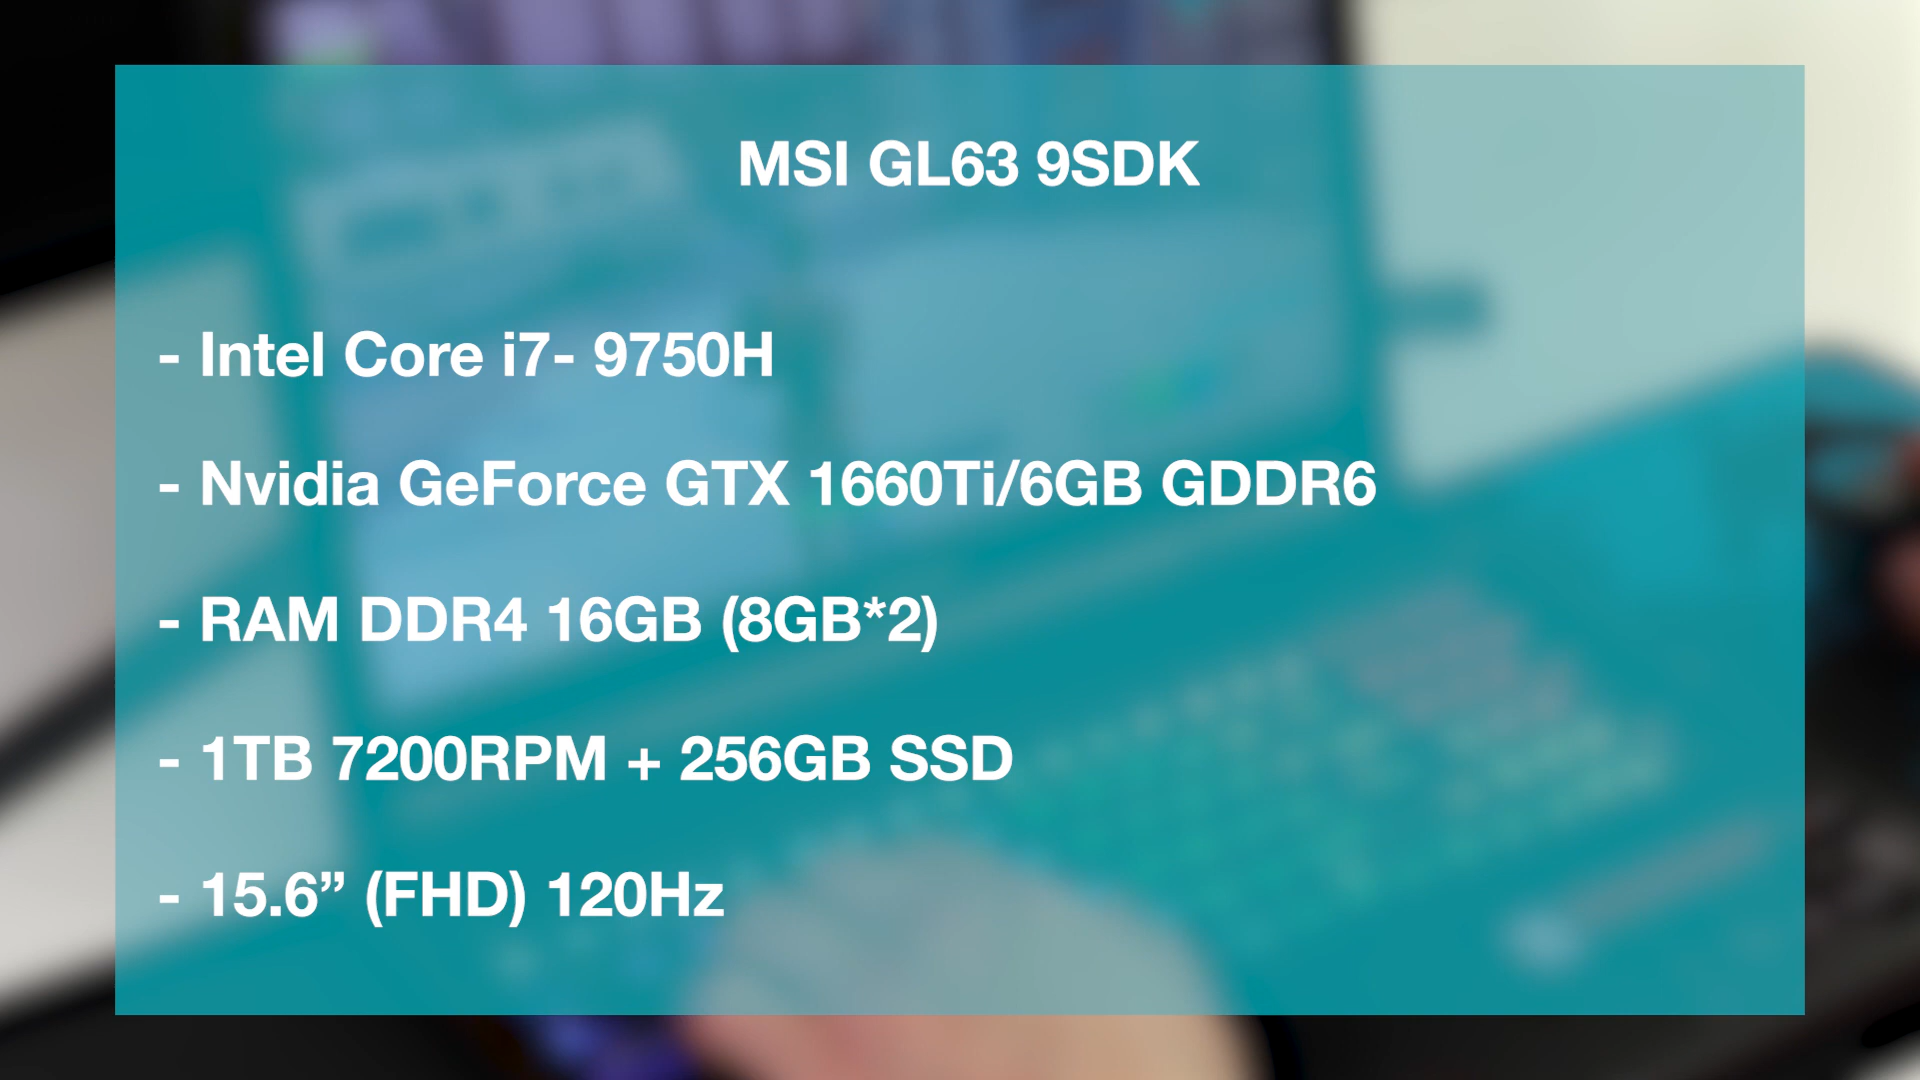 MSI GL63 9SDK
- Intel Core i7- 9750H
- Nvidia GeForce GTX 1660Ti/6GB GDDR6
- RAM DDR4 16GB (8GB*2)
- 1TB 7200RPM + 256GB SSD
- 15.6” (FHD) 120Hz